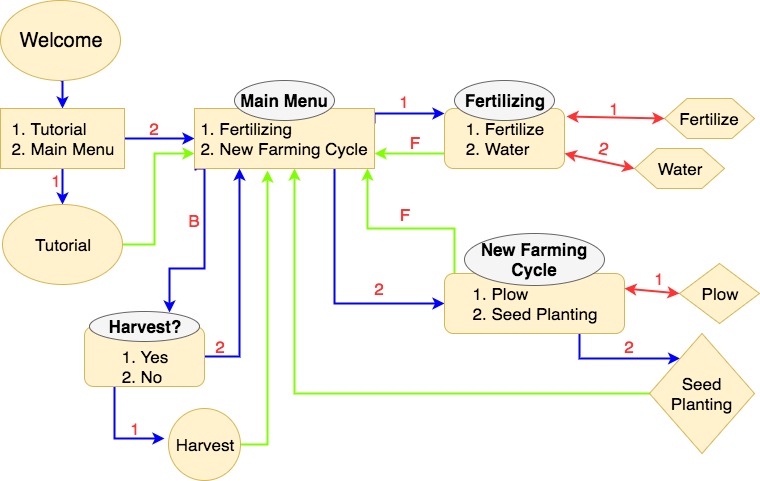 Welcome
1. Tutorial
2. Main Menu
2
1
Tutorial
Main Menu
1. Fertilizing
2. New Farming Cycle
1
F
Fertilizing
1. Fertilize
2. Water
1
Fertilize
2
Water
B
F
2
New Farming
Cycle
1. Plow
2. Seed Planting
1
Plow
2
Seed
Planting
Harvest?
1. Yes
2. No
2
1
Harvest